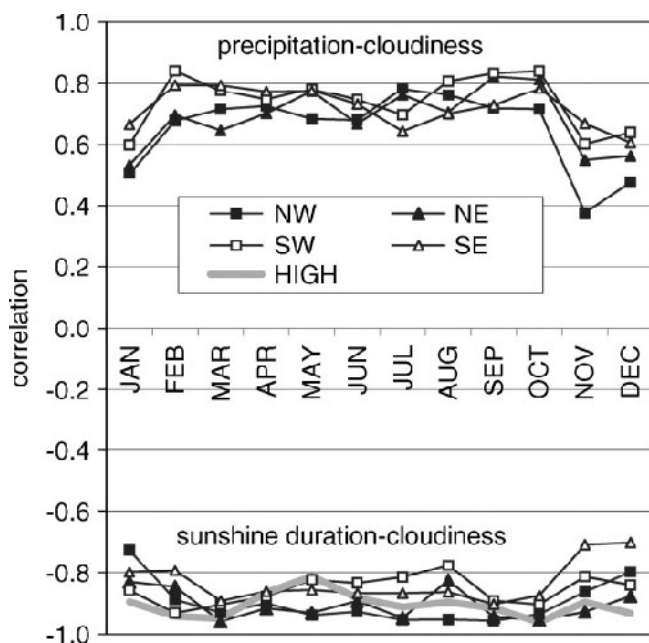 precipitation-cloudiness
1.0
0.8
0.6
0.4
0.2
0.0
-0.2
-0.4
-0.6
-0.8
-1.0
correlation
NW NE
SW SE
HIGH
JAN FEB MAR APR MAY JUN JUL AUG SEP OCT NOV DEC
sunshine duration-cloudiness